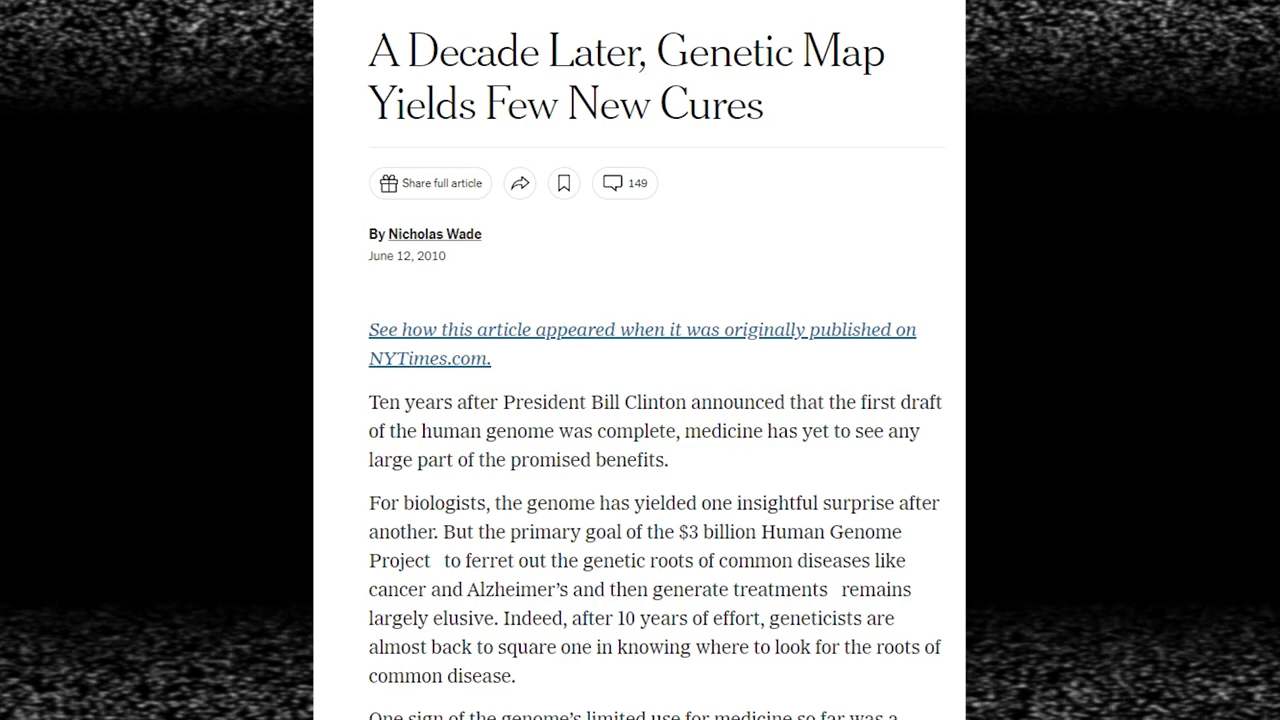 A Decade Later, Genetic Map
Yields Few New Cures
Share full article
149
By Nicholas Wade
June 12, 2010
See how this article appeared when it was originally published on
NYTimes.com.
Ten years after President Bill Clinton announced that the first draft
of the human genome was complete, medicine has yet to see any
large part of the promised benefits.
For biologists, the genome has yielded one insightful surprise after
another. But the primary goal of the $3 billion Human Genome
Project   to ferret out the genetic roots of common diseases like
cancer and Alzheimer’s and then generate treatments   remains
largely elusive. Indeed, after 10 years of effort, geneticists are
almost back to square one in knowing where to look for the roots of
common disease.
One sign of the genome’s limited use for medicine so far was a